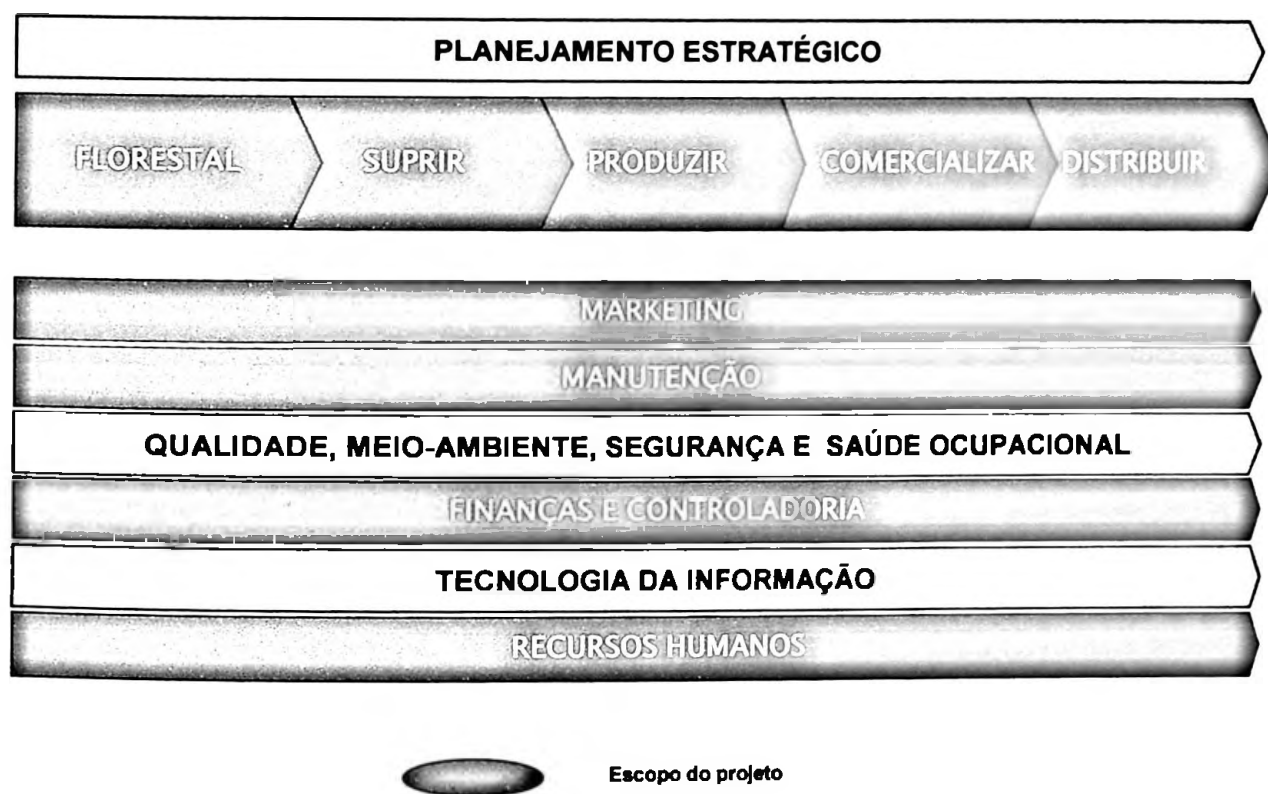 PLANEJAMENTO ESTRATÉGICO
FLORESTAL SUPRIR PRODUZIR COMERCIALIZAR DISTRIBUIR
MARKETING
MANUTENÇÃO
QUALIDADE, MEIO-AMBIENTE, SEGURANÇA E SAÚDE OCUPACIONAL
FINANÇAS E CONTROLADORIA
TECNOLOGIA DA INFORMAÇÃO
RECURSOS HUMANOS
Escopo do projeto